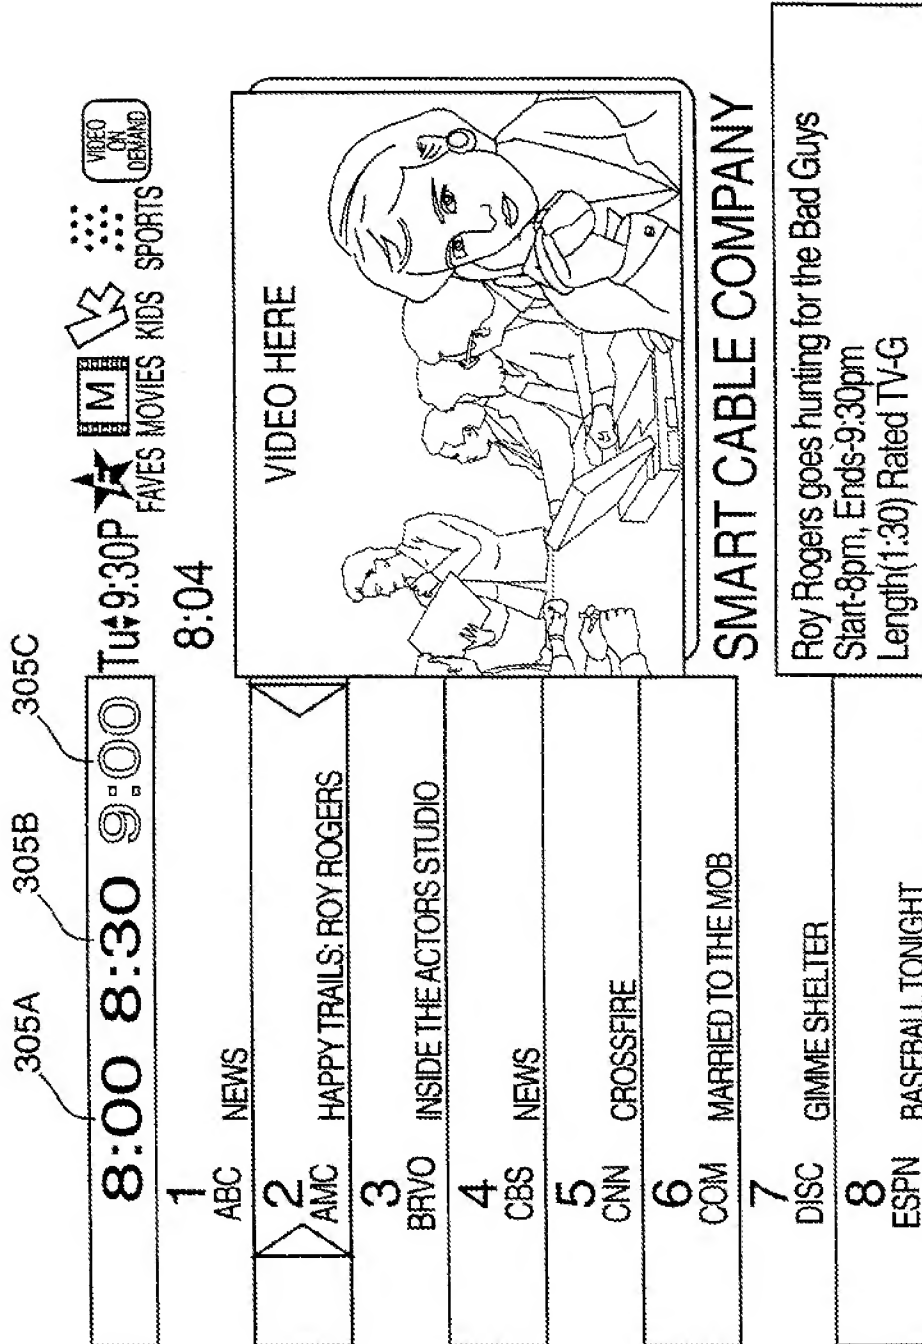 305A 305B 305C
8:00 8:30 9:00 Tu 9:30P
FAVES MOVIES KIDS SPORTS
M
VIDEO
ON
DEMAND
8:04
1
ABC NEWS
2
AMC HAPPY TRAILS: ROY ROGERS
3
BRVO INSIDE THE ACTORS STUDIO
4
CBS NEWS
5
CNN CROSSFIRE
6
COM MARRIED TO THE MOB
7
DISC GIMME SHELTER
8
ESPN BASEBALL TONIGHT
VIDEO HERE
SMART CABLE COMPANY
Roy Rogers goes hunting for the Bad Guys
Start-8pm, Ends-9:30pm
Length(1:30) Rated TV-G